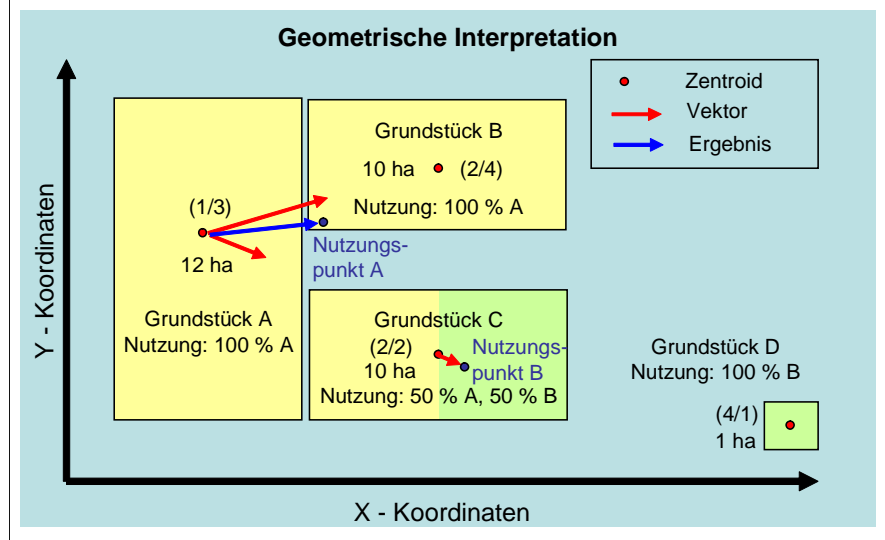 Geometrische Interpretation
Zentroid
Vektor
Ergebnis
Y - Koordinaten
(1/3)
12 ha
Grundstück A
Nutzung: 100 % A
Grundstück B
10 ha
(2/4)
Nutzung: 100 % A
Nutzungs-
punkt A
Grundstück C
(2/2)
10 ha
Nutzungs-
punkt B
Nutzung: 50 % A, 50 % B
Grundstück D
Nutzung: 100 % B
(4/1)
1 ha
X - Koordinaten